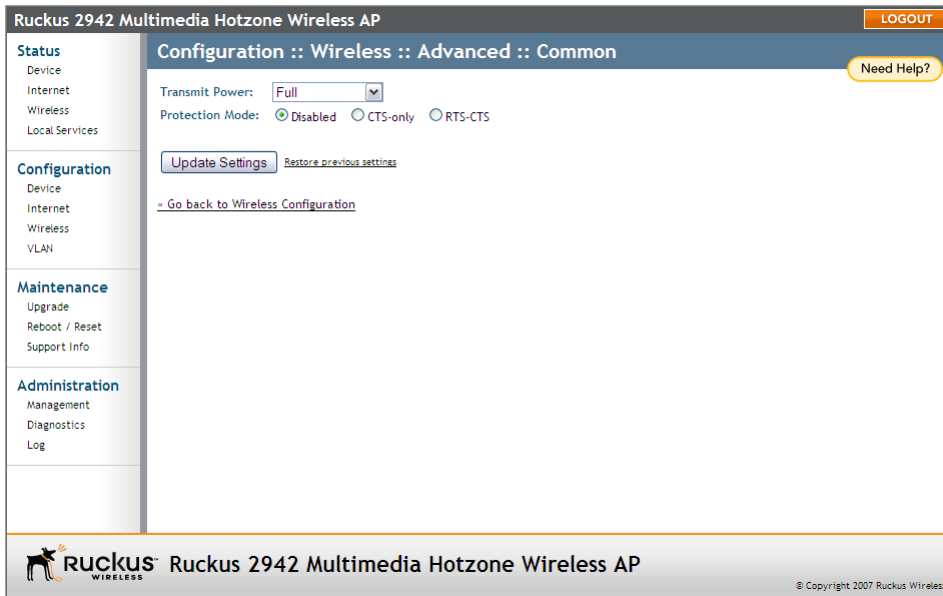 Ruckus 2942 Multimedia Hotzone Wireless AP
LOGOUT
Status
Device
Internet
Wireless
Local Services
Configuration
Device
Internet
Wireless
VLAN
Maintenance
Upgrade
Reboot / Reset
Support Info
Administration
Management
Diagnostics
Log
Configuration :: Wireless :: Advanced :: Common
Need Help?
Transmit Power: Full
Protection Mode: Disabled CTS-only RTS-CTS
Update Settings Restore previous settings
« Go back to Wireless Configuration
RUCKUS™
WIRELESS
Ruckus 2942 Multimedia Hotzone Wireless AP
© Copyright 2007 Ruckus